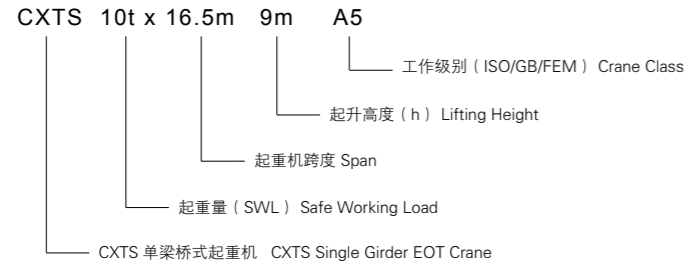 CXTS 10t x 16.5m 9m A5
工作级别（ISO/GB/FEM） Crane Class
起升高度（h） Lifting Height
起重机跨度 Span
起重量（SWL） Safe Working Load
CXTS 单梁桥式起重机 CXTS Single Girder EOT Crane